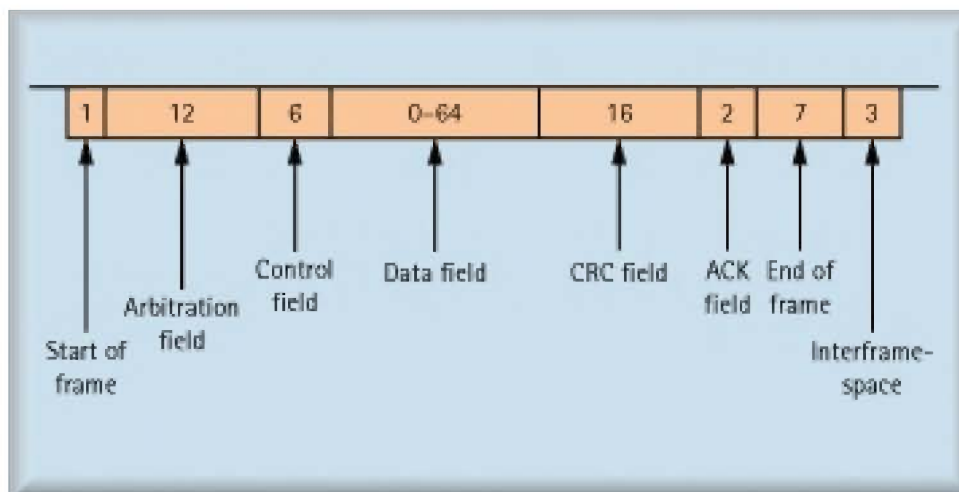 1 12 6 0-64 16 2 7 3
Start of
frame
Arbitration
field
Control
field
Data field
CRC field
ACK
field
End of
frame
Interframe-
space